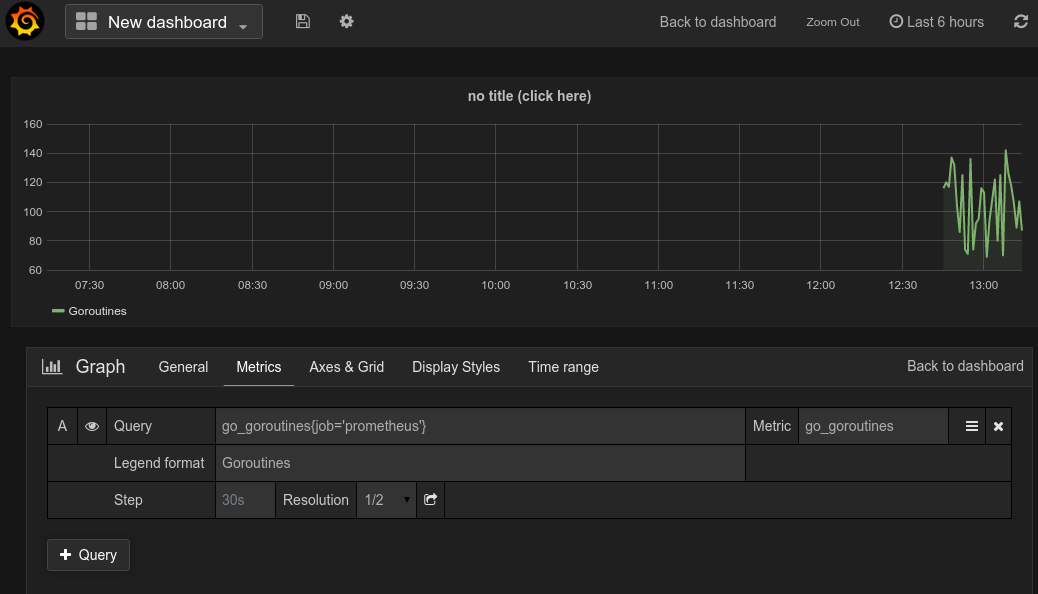 New dashboard Back to dashboard Zoom Out Last 6 hours
no title (click here)
160
140
120
100
80
60
07:30 08:00 08:30 09:00 09:30 10:00 10:30 11:00 11:30 12:00 12:30 13:00
Goroutines
Graph General Metrics Axes & Grid Display Styles Time range Back to dashboard
A Query go_goroutines{job='prometheus'} Metric go_goroutines
Legend format Goroutines
Step 30s Resolution 1/2
+ Query